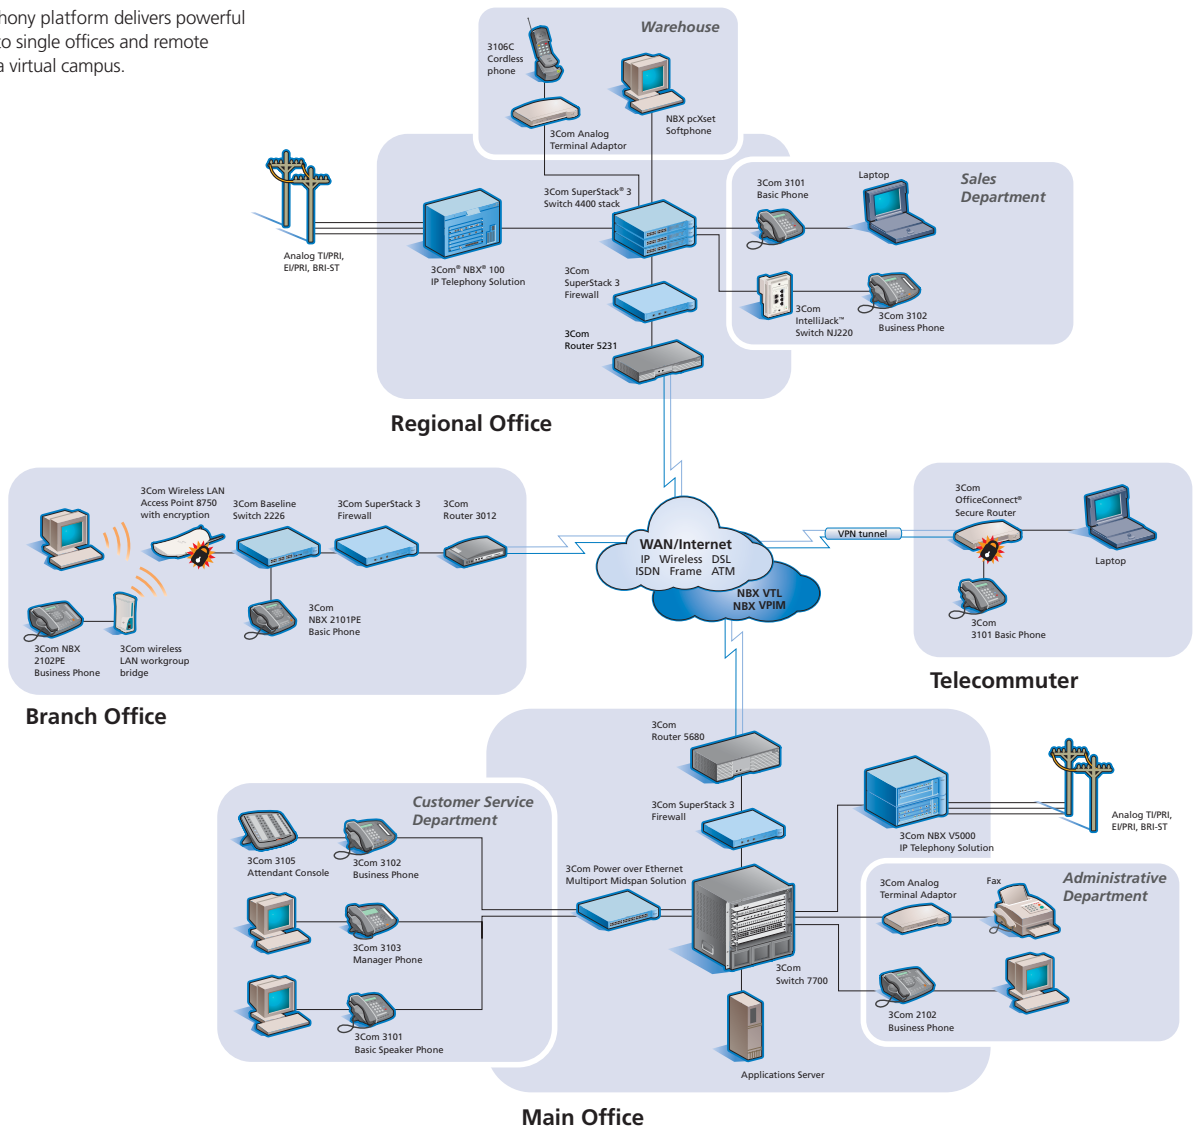 hony platform delivers powerful
to single offices and remote
a virtual campus.
Warehouse
3106C
Cordless
phone
3Com Analog
Terminal Adaptor
NBX pcXset
Softphone
Analog TI/PRI,
EI/PRI, BRI-ST
3Com® NBX® 100
IP Telephony Solution
3Com SuperStack® 3
Switch 4400 stack
3Com
SuperStack 3
Firewall
3Com
Router 5231
Sales
Department
3Com 3101
Basic Phone
Laptop
3Com
IntelliJack™
Switch NJ220
3Com 3102
Business Phone
Regional Office
3Com Wireless LAN
Access Point 8750
with encryption
3Com Baseline
Switch 2226
3Com SuperStack 3
Firewall
3Com
Router 3012
3Com NBX
2102PE
Business Phone
3Com wireless
LAN workgroup
bridge
3Com
NBX 2101PE
Basic Phone
Branch Office
WAN/Internet
IP Wireless DSL
ISDN Frame ATM
NBX VTL
NBX VPIM
VPN tunnel
3Com
OfficeConnect®
Secure Router
Laptop
3Com
3101 Basic Phone
Telecommuter
3Com
Router 5680
3Com SuperStack 3
Firewall
3Com NBX V5000
IP Telephony Solution
Analog TI/PRI,
EI/PRI, BRI-ST
Customer Service
Department
3Com 3105
Attendant Console
3Com 3102
Business Phone
3Com 3103
Manager Phone
3Com 3101
Basic Speaker Phone
3Com Power over Ethernet
Multiport Midspan Solution
3Com
Switch 7700
Applications Server
Administrative
Department
3Com Analog
Terminal Adaptor
Fax
3Com 2102
Business Phone
Main Office